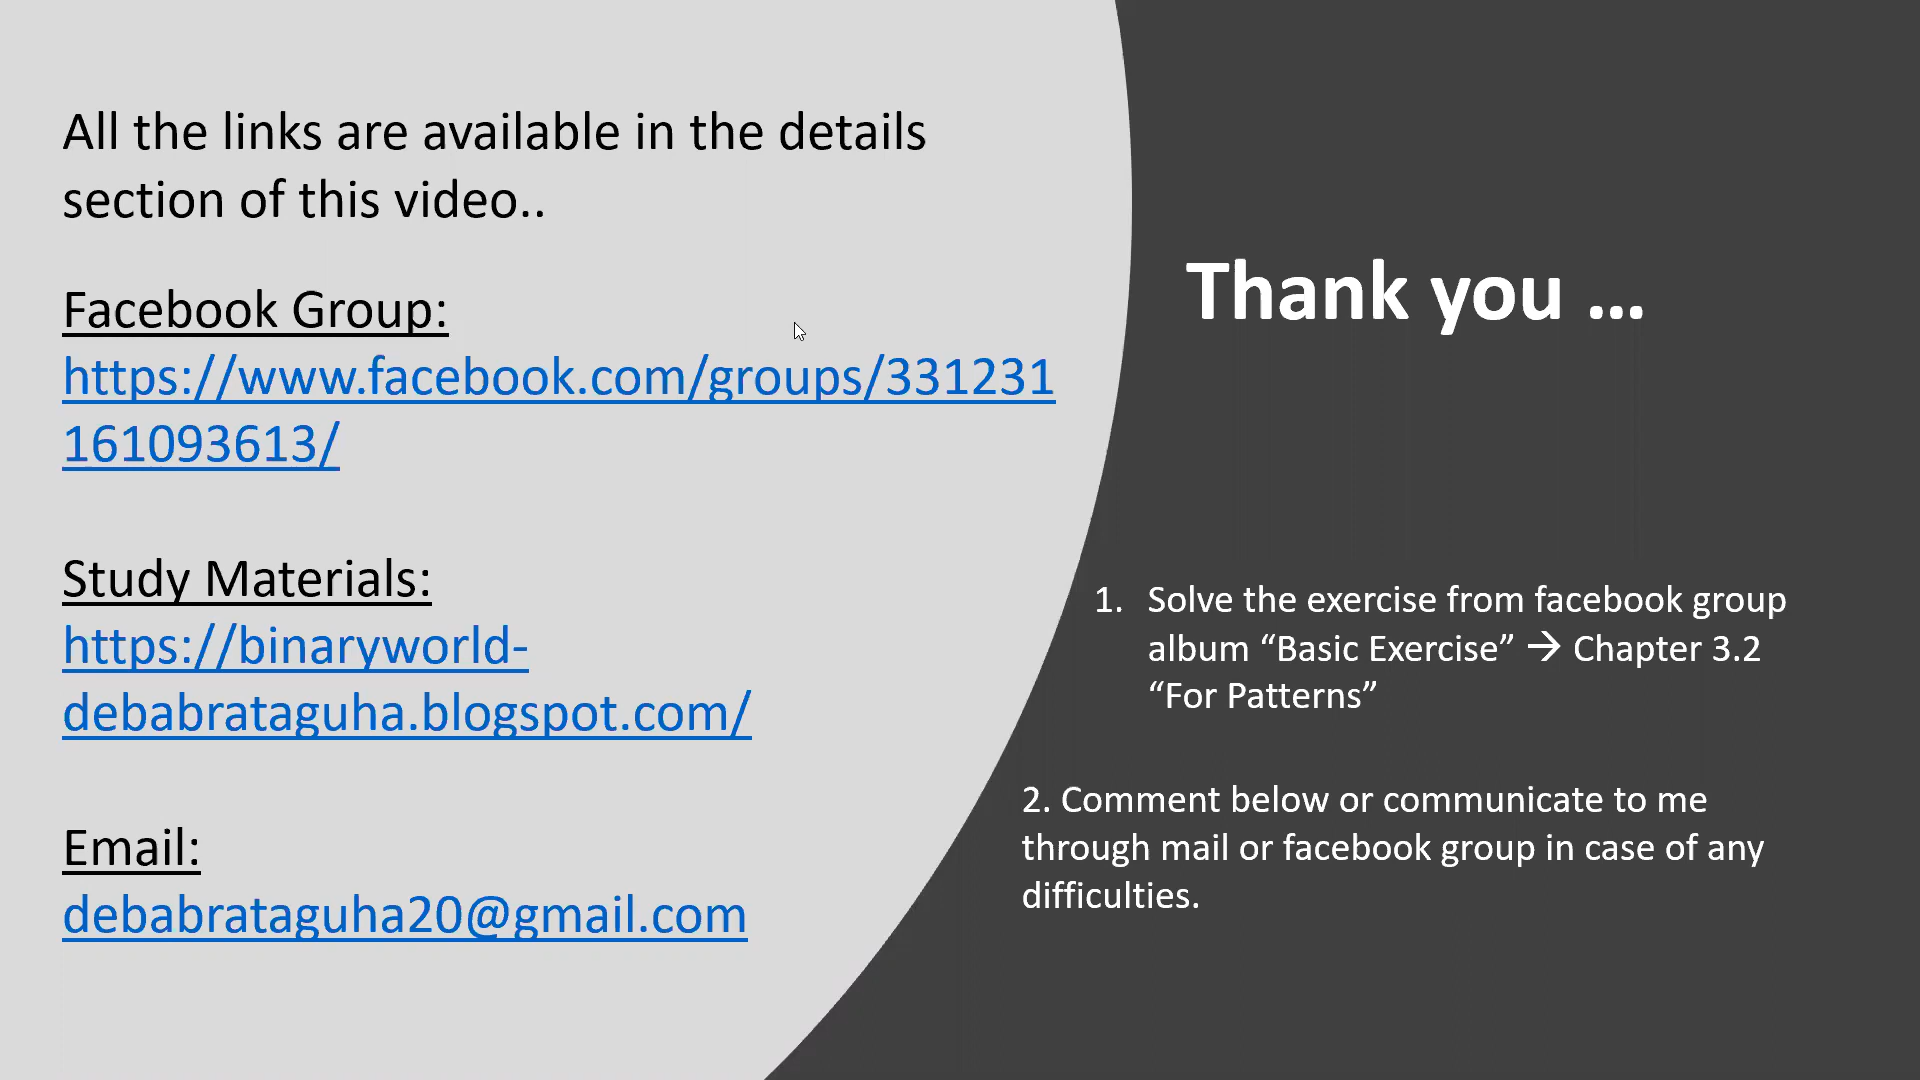 All the links are available in the details
section of this video..
Facebook Group:
https://www.facebook.com/groups/331231
161093613/
Study Materials:
https://binaryworld-
debabrataguha.blogspot.com/
Email:
debabrataguha20@gmail.com
Thank you ...
1. Solve the exercise from facebook group
album “Basic Exercise” → Chapter 3.2
“For Patterns”
2. Comment below or communicate to me
through mail or facebook group in case of any
difficulties.